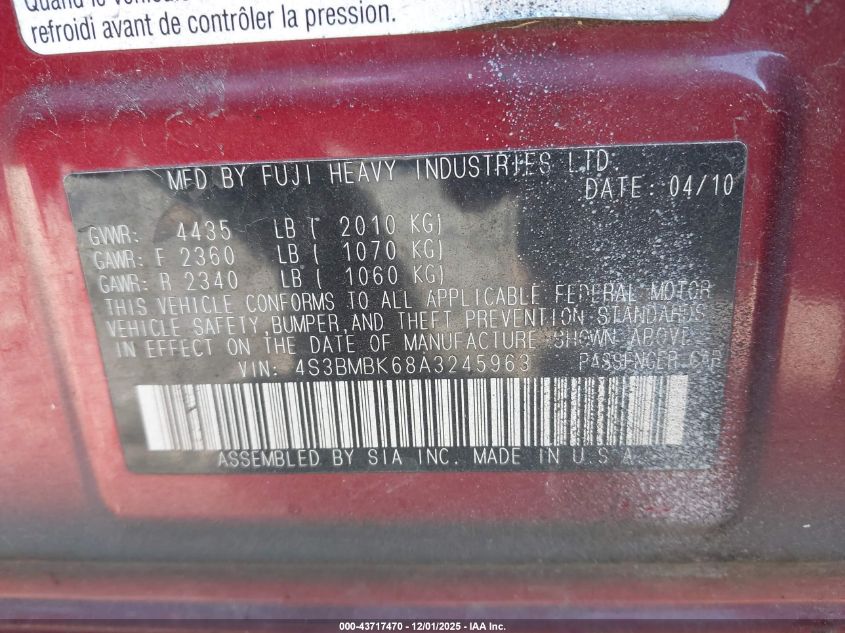 Quand le véhicule
refroidi avant de contrôler la pression.
MFD BY FUJI HEAVY INDUSTRIES LTD.
DATE: 04/10
GVWR: 4435 LB ( 2010 KG)
GAWR: F 2360 LB ( 1070 KG)
GAWR: R 2340 LB ( 1060 KG)
THIS VEHICLE CONFORMS TO ALL APPLICABLE FEDERAL MOTOR
VEHICLE SAFETY, BUMPER, AND THEFT PREVENTION STANDARDS
IN EFFECT ON THE DATE OF MANUFACTURE SHOWN ABOVE.
VIN: 4S3BMBK68A3245963 PASSENGER CAR
ASSEMBLED BY SIA INC. MADE IN U.S.A.
000-43717470 - 12/01/2025 - IAA Inc.